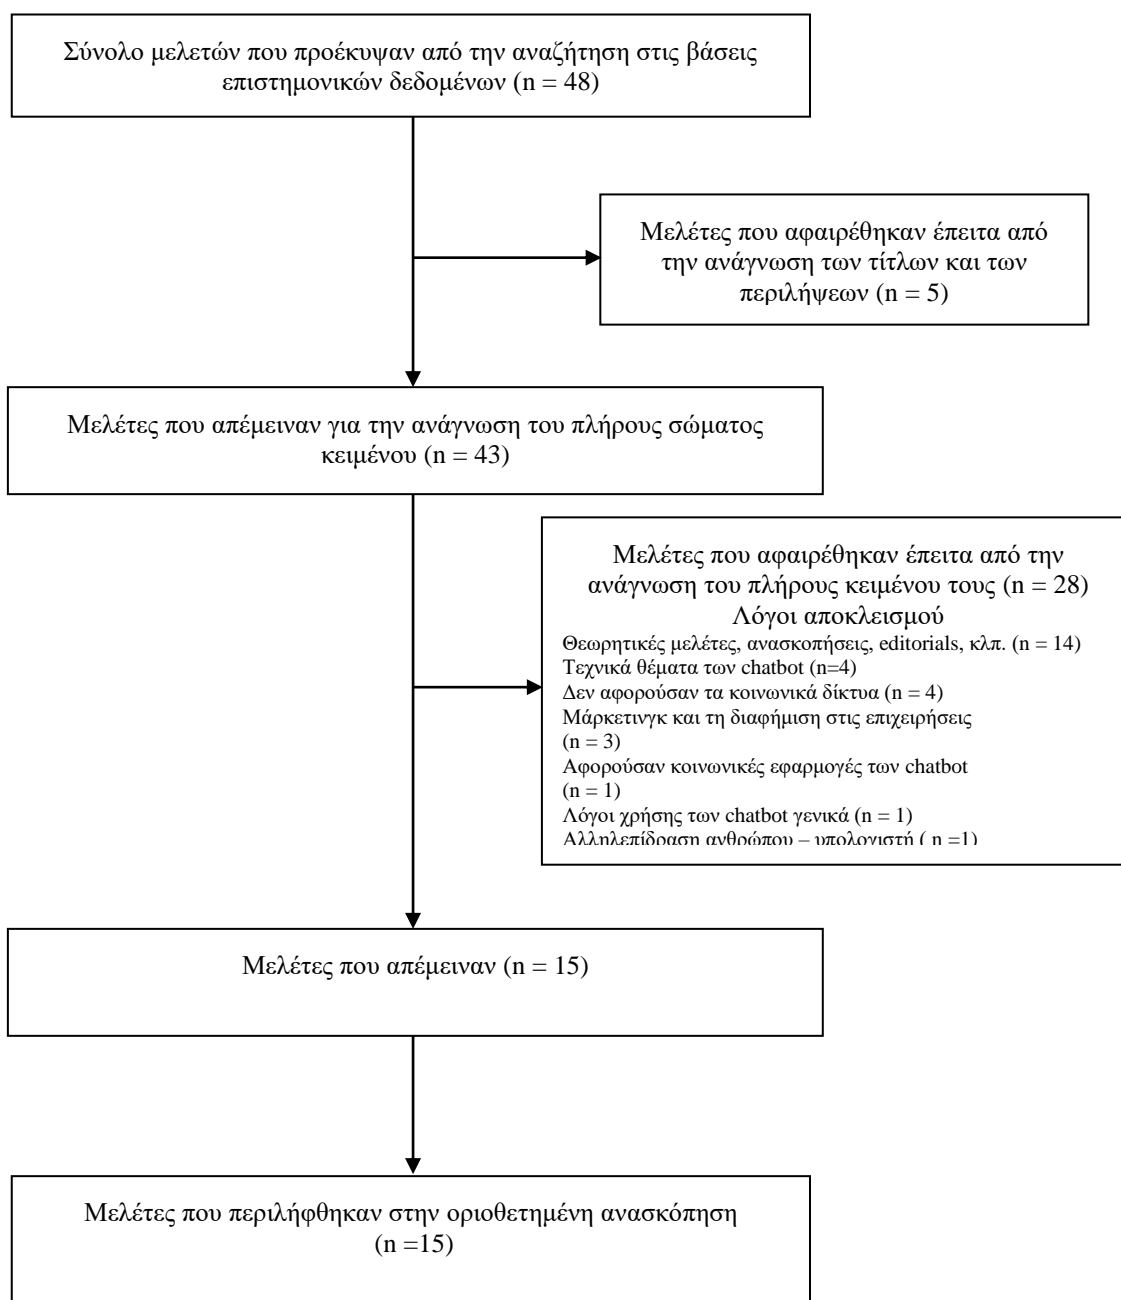 Σύνολο μελετών που προέκυψαν από την αναζήτηση στις βάσεις
επιστημονικών δεδομένων (n = 48)
Μελέτες που αφαιρέθηκαν έπειτα από
την ανάγνωση των τίτλων και των
περιλήψεων (n = 5)
Μελέτες που απέμειναν για την ανάγνωση του πλήρους σώματος
κειμένου (n = 43)
Μελέτες που αφαιρέθηκαν έπειτα από την
ανάγνωση του πλήρους κειμένου τους (n = 28)
Λόγοι αποκλεισμού
Θεωρητικές μελέτες, ανασκοπήσεις, editorials, κλπ. (n = 14)
Τεχνικά θέματα των chatbot (n=4)
Δεν αφορούσαν τα κοινωνικά δίκτυα (n = 4)
Μάρκετινγκ και τη διαφήμιση στις επιχειρήσεις
(n = 3)
Αφορούσαν κοινωνικές εφαρμογές των chatbot
(n = 1)
Λόγοι χρήσης των chatbot γενικά (n = 1)
Αλληλεπίδραση ανθρώπου – υπολογιστή ( n =1)
Μελέτες που απέμειναν (n = 15)
Μελέτες που περιλήφθηκαν στην οριοθετημένη ανασκόπηση
(n =15)